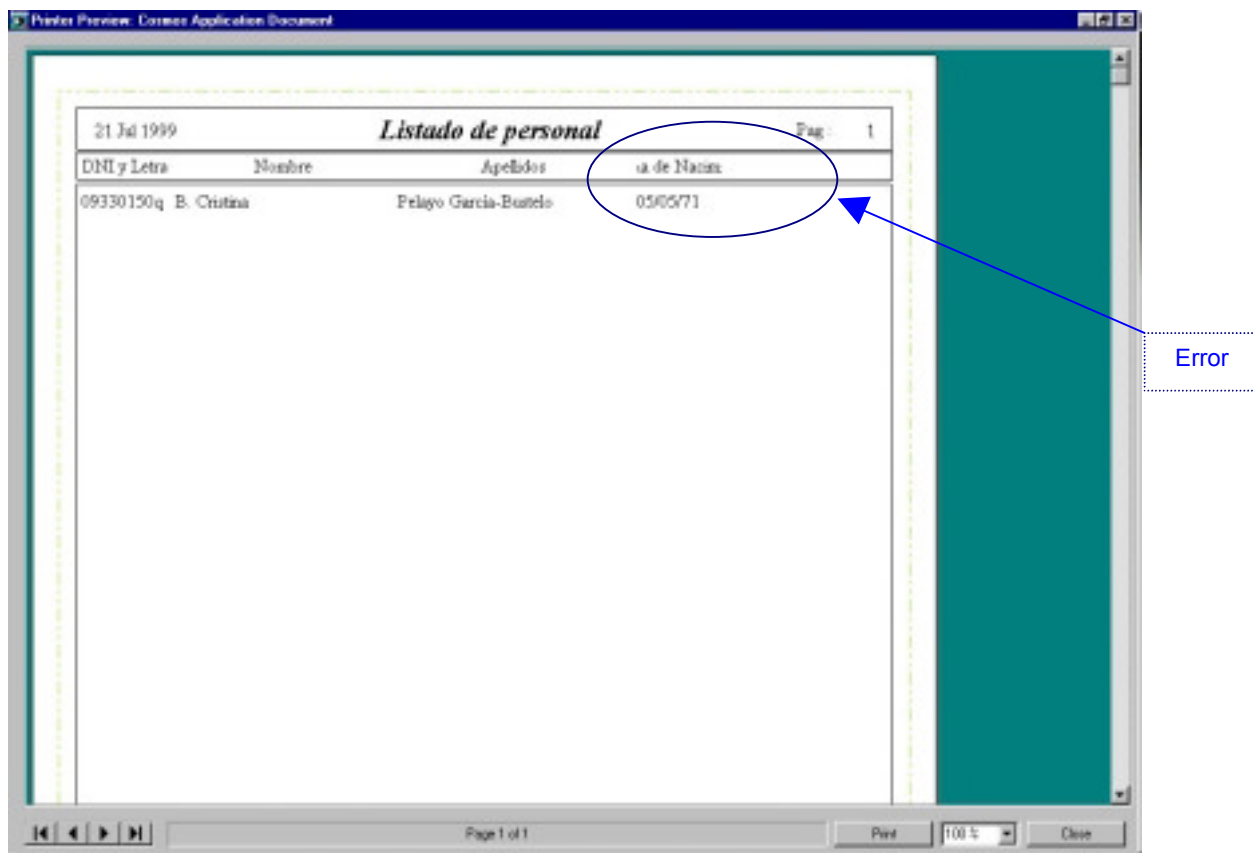 Printer Preview: Cosmos Application Document
21 Jul 1999 Listado de personal Pag : 1
DNI y Letra Nombre Apellidos a de Nacim
09330150q B. Cristina Pelayo García-Bustelo 05/05/71
Error
Page 1 of 1 Print 100 % Close